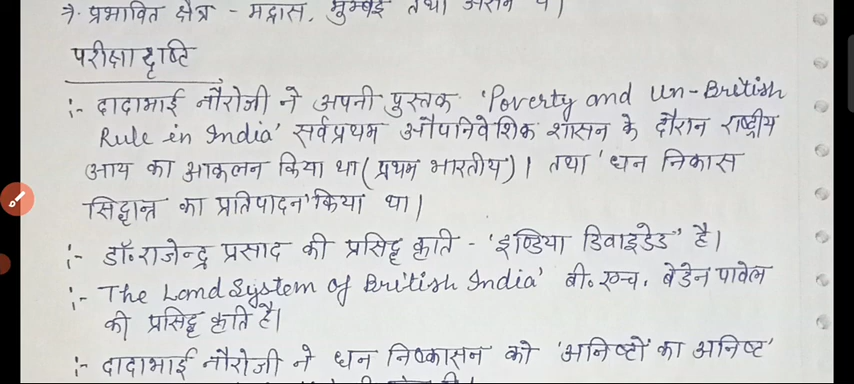 7. प्रभावित क्षेत्र - मद्रास, मुम्बई तथा असम थे।
परीक्षा दृष्टि
:- दादाभाई नौरोजी ने अपनी पुस्तक 'Poverty and Un-British
Rule in India' सर्वप्रथम औपनिवेशिक शासन के दौरान राष्ट्रीय
आय का आकलन किया था (प्रथम भारतीय)। तथा 'धन निकास
सिद्धान्त का प्रतिपादन' किया था।
:- डॉ॰ राजेन्द्र प्रसाद की प्रसिद्ध कृति - 'इण्डिया डिवाइडेड" है।
:- The Land System of British India' बी॰ एच. बेडेन पावेल
की प्रसिद्ध कृति है।
:- दादाभाई नौरोजी ने धन निष्कासन को 'अनिष्टों का अनिष्ट'